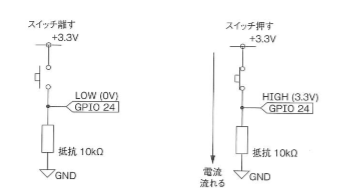 スイッチ離す
+3.3V
LOW (0V)
GPIO 24
抵抗 10kΩ
GND
スイッチ押す
+3.3V
HIGH (3.3V)
GPIO 24
抵抗 10kΩ
電流
流れる
GND